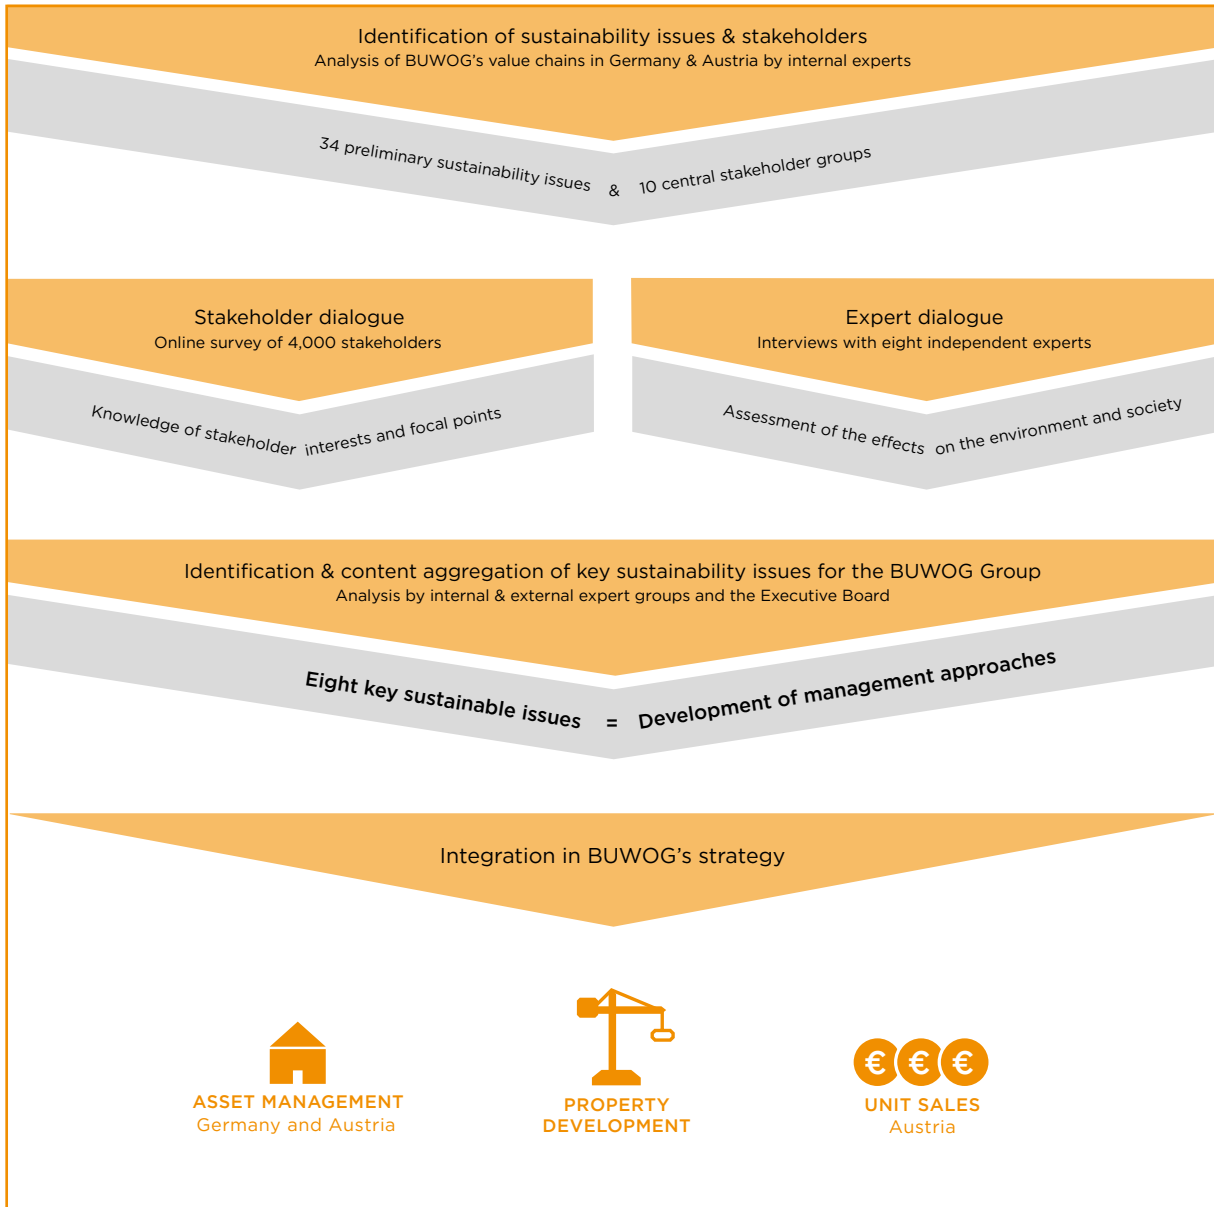 Identification of sustainability issues & stakeholders
Analysis of BUWOG’s value chains in Germany & Austria by internal experts
34 preliminary sustainability issues & 10 central stakeholder groups
Stakeholder dialogue
Online survey of 4,000 stakeholders
Knowledge of stakeholder interests and focal points
Expert dialogue
Interviews with eight independent experts
Assessment of the effects on the environment and society
Identification & content aggregation of key sustainability issues for the BUWOG Group
Analysis by internal & external expert groups and the Executive Board
Eight key sustainable issues = Development of management approaches
Integration in BUWOG’s strategy
ASSET MANAGEMENT
Germany and Austria
PROPERTY
DEVELOPMENT
€ € €
UNIT SALES
Austria